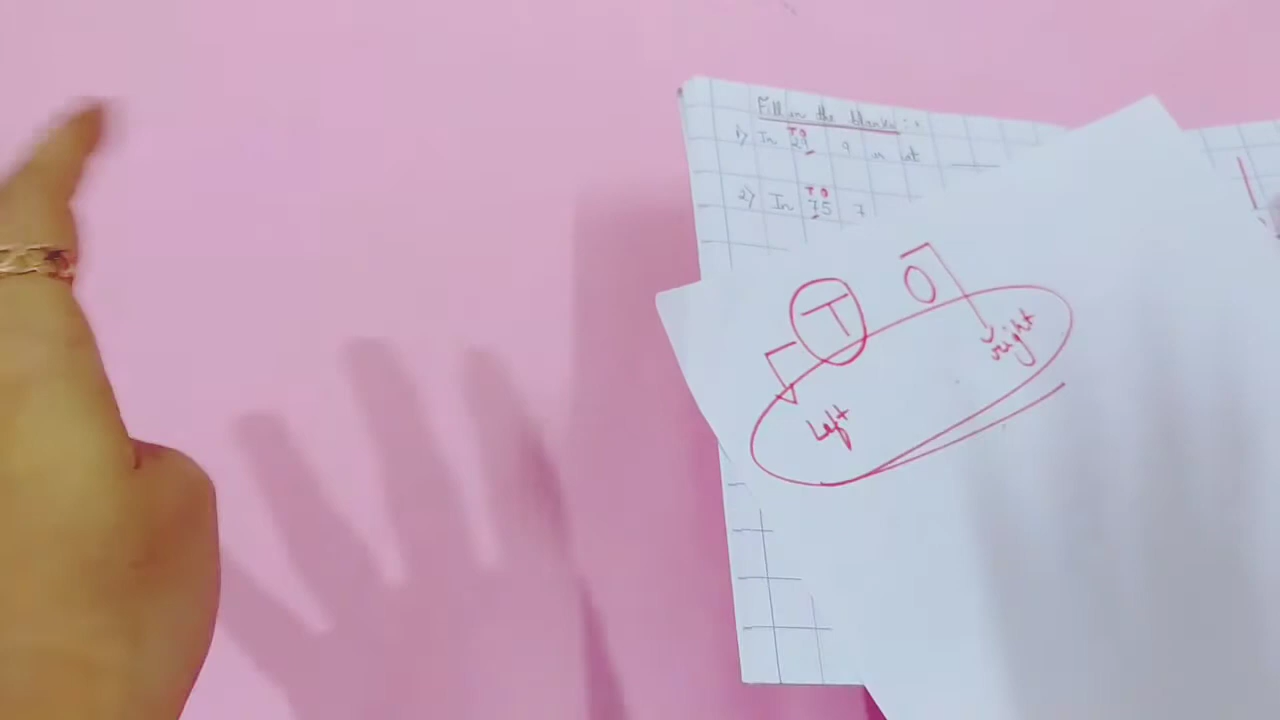 Fill in the blanks :-
T O
1) In 29 9 is at
T O
2) In 75 7
T O
left right